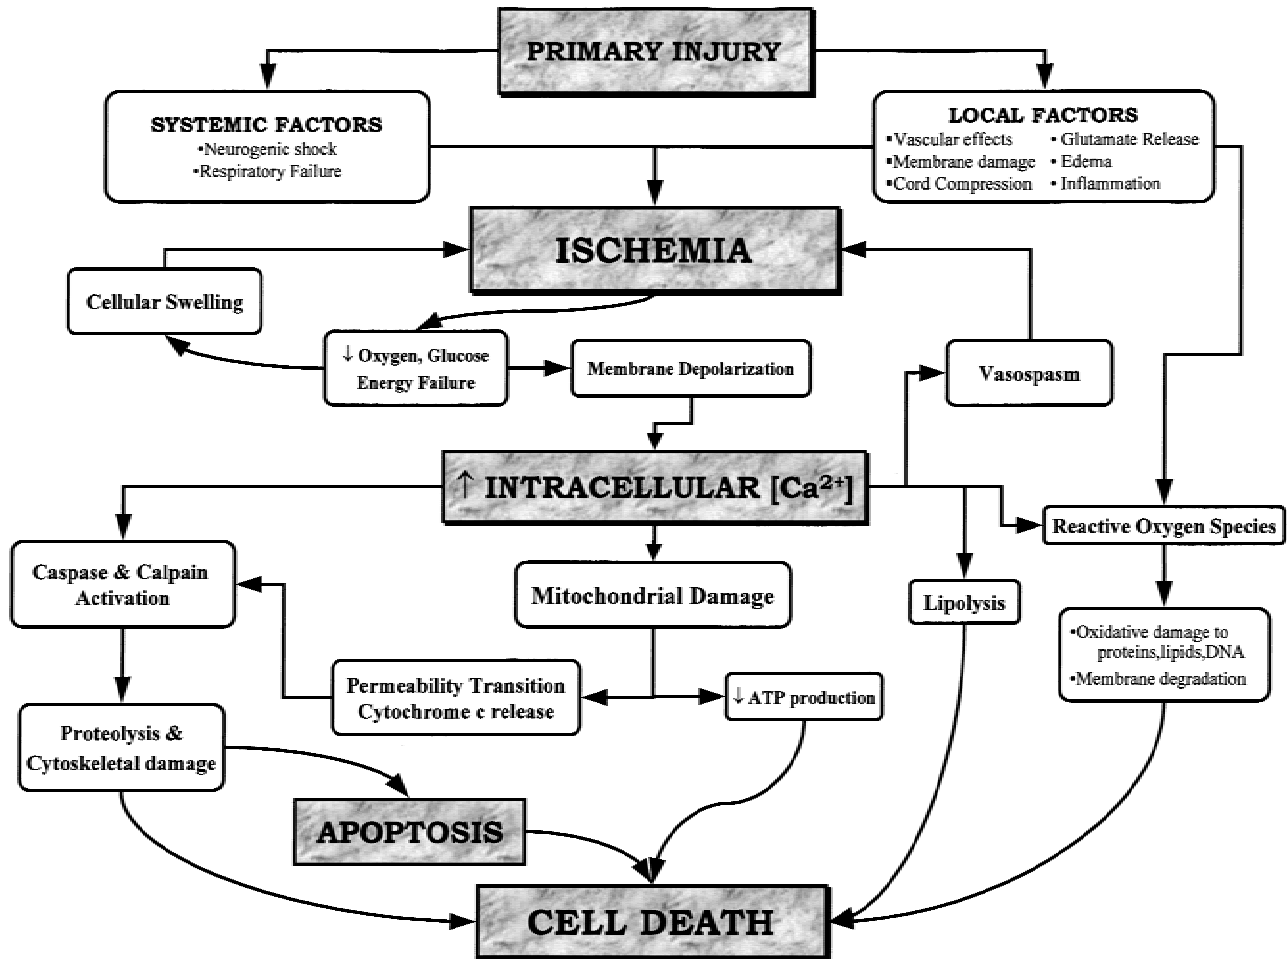 PRIMARY INJURY
SYSTEMIC FACTORS
•Neurogenic shock
•Respiratory Failure
LOCAL FACTORS
▪Vascular effects
▪Membrane damage
▪Cord Compression
• Glutamate Release
• Edema
• Inflammation
ISCHEMIA
Cellular Swelling
↓ Oxygen, Glucose
Energy Failure
Membrane Depolarization
Vasospasm
↑ INTRACELLULAR [Ca²⁺]
Reactive Oxygen Species
Caspase & Calpain
Activation
Mitochondrial Damage
Lipolysis
•Oxidative damage to
proteins,lipids,DNA
•Membrane degradation
Permeability Transition
Cytochrome c release
↓ ATP production
Proteolysis &
Cytoskeletal damage
APOPTOSIS
CELL DEATH